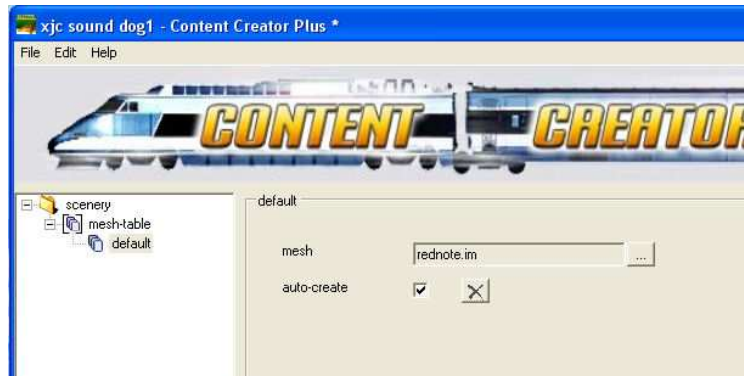 xjc sound dog1 - Content Creator Plus *
File Edit Help
CONTENT CREATOR
scenery
mesh-table
default
default
mesh
rednote.im
...
auto-create